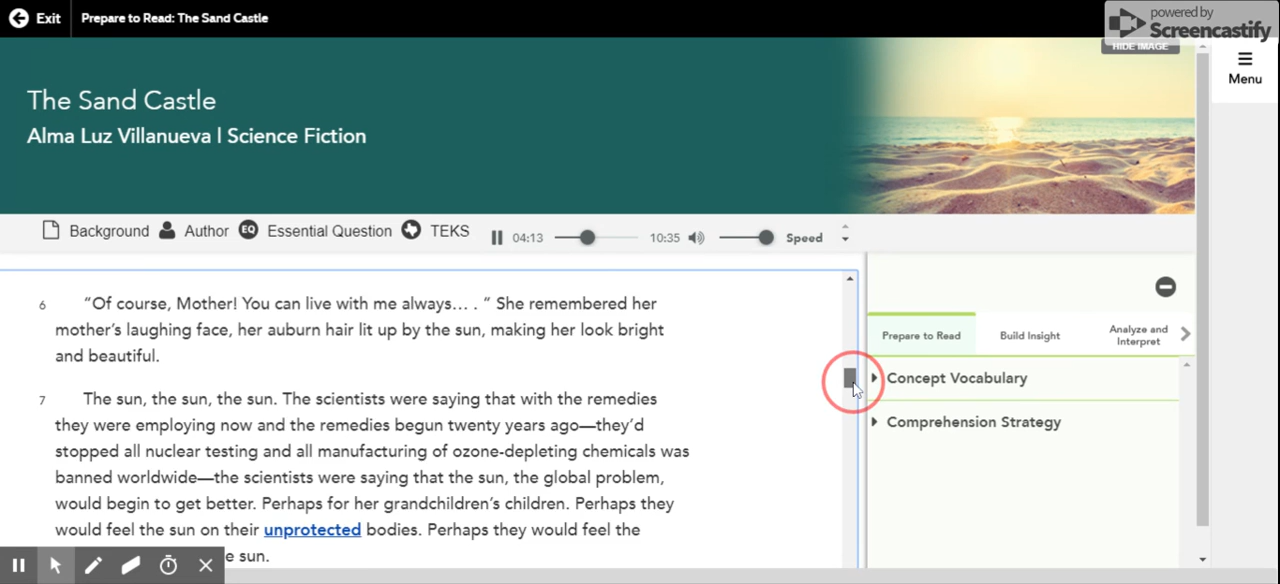 Exit
Prepare to Read: The Sand Castle
powered by
Screencastify
HIDE IMAGE
Menu
The Sand Castle
Alma Luz Villanueva | Science Fiction
Background
Author
EQ
Essential Question
TEKS
04:13
10:35
Speed
6 “Of course, Mother! You can live with me always… . “ She remembered her
mother’s laughing face, her auburn hair lit up by the sun, making her look bright
and beautiful.
7 The sun, the sun, the sun. The scientists were saying that with the remedies
they were employing now and the remedies begun twenty years ago—they’d
stopped all nuclear testing and all manufacturing of ozone-depleting chemicals was
banned worldwide—the scientists were saying that the sun, the global problem,
would begin to get better. Perhaps for her grandchildren’s children. Perhaps they
would feel the sun on their unprotected bodies. Perhaps they would feel the
e sun.
Prepare to Read
Build Insight
Analyze and
Interpret
Concept Vocabulary
Comprehension Strategy